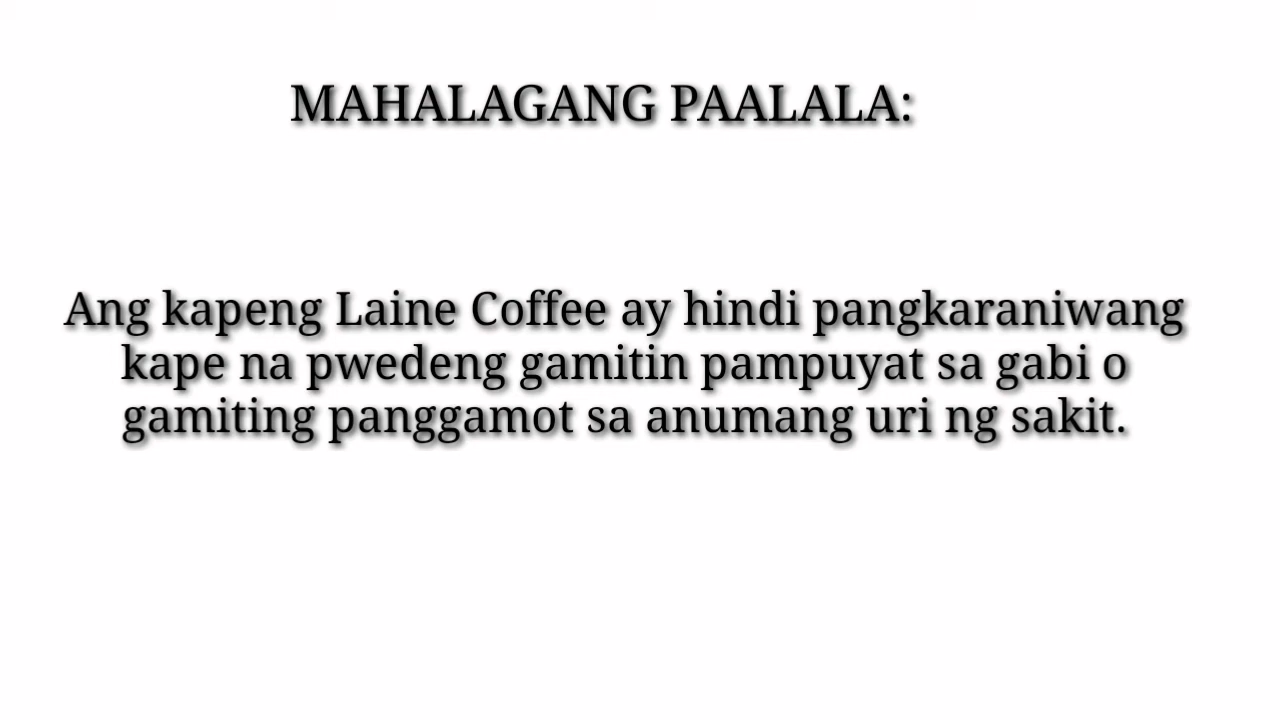 MAHALAGANG PAALALA:
Ang kapeng Laine Coffee ay hindi pangkaraniwang
kape na pwedeng gamitin pampuyat sa gabi o
gamiting panggamot sa anumang uri ng sakit.